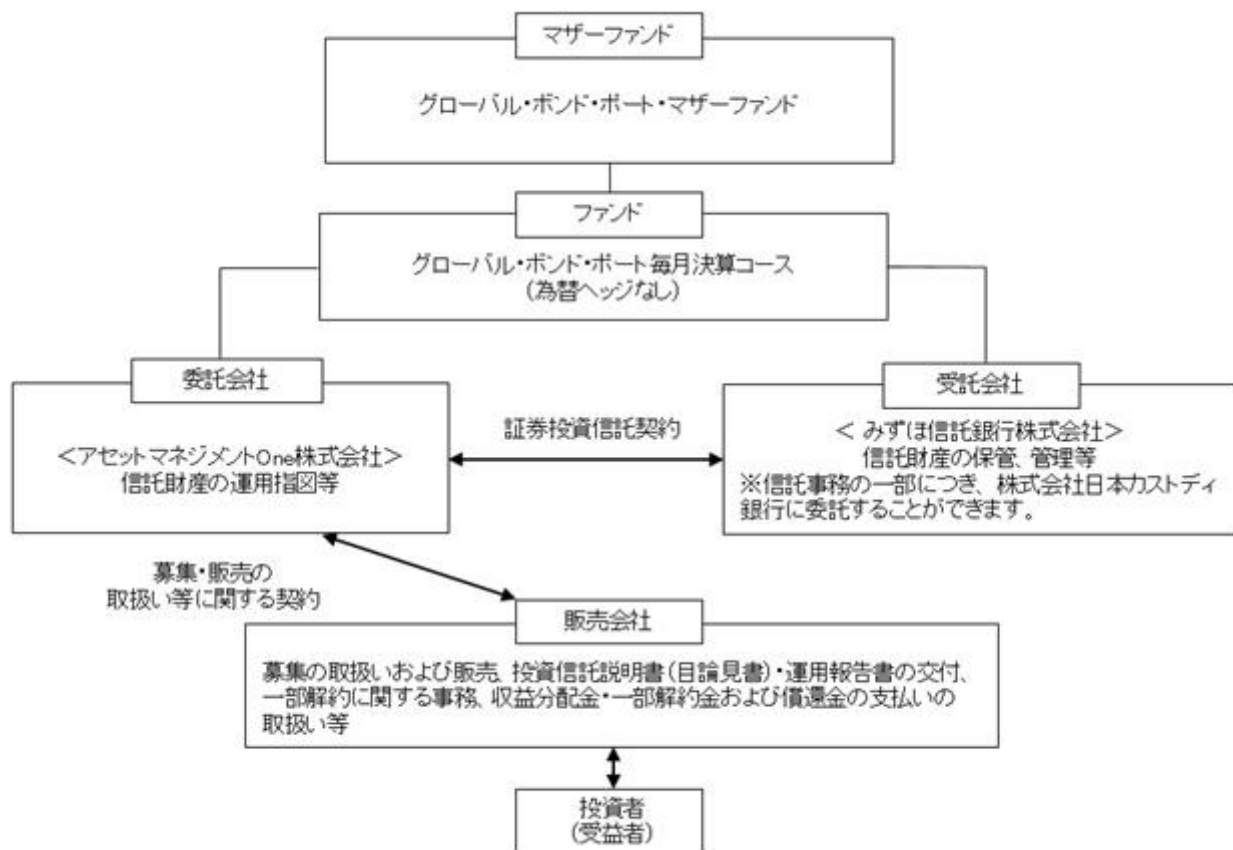 マザーファンド
グローバル・ボンド・ポート・マザーファンド
ファンド
グローバル・ボンド・ポート毎月決算コース
(為替ヘッジなし)
委託会社
<アセットマネジメントOne株式会社>
信託財産の運用指図等
証券投資信託契約
受託会社
< みずほ信託銀行株式会社>
信託財産の保管、管理等
※信託事務の一部につき、株式会社日本カストディ
銀行に委託することができます。
募集・販売の
取扱い等に関する契約
販売会社
募集の取扱いおよび販売、投資信託説明書(目論見書)・運用報告書の交付、
一部解約に関する事務、収益分配金・一部解約金および償還金の支払いの
取扱い等
投資者
(受益者)